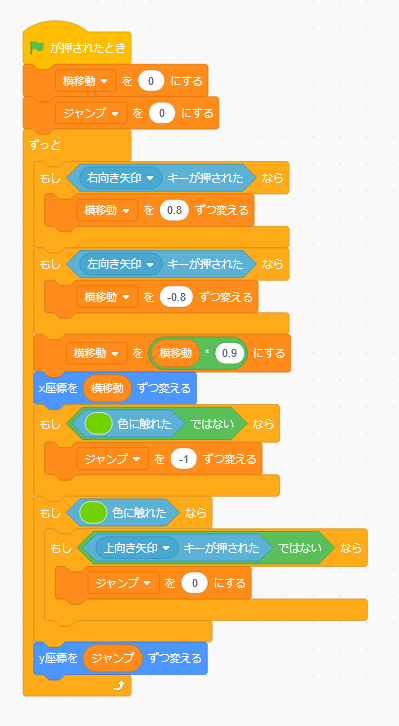 が押されたとき
横移動 を 0 にする
ジャンプ を 0 にする
ずっと
もし 右向き矢印 キーが押された なら
横移動 を 0.8 ずつ変える
もし 左向き矢印 キーが押された なら
横移動 を -0.8 ずつ変える
横移動 を 横移動 * 0.9 にする
x座標を 横移動 ずつ変える
もし 色に触れた ではない なら
ジャンプ を -1 ずつ変える
もし 色に触れた なら
もし 上向き矢印 キーが押された ではない なら
ジャンプ を 0 にする
y座標を ジャンプ ずつ変える